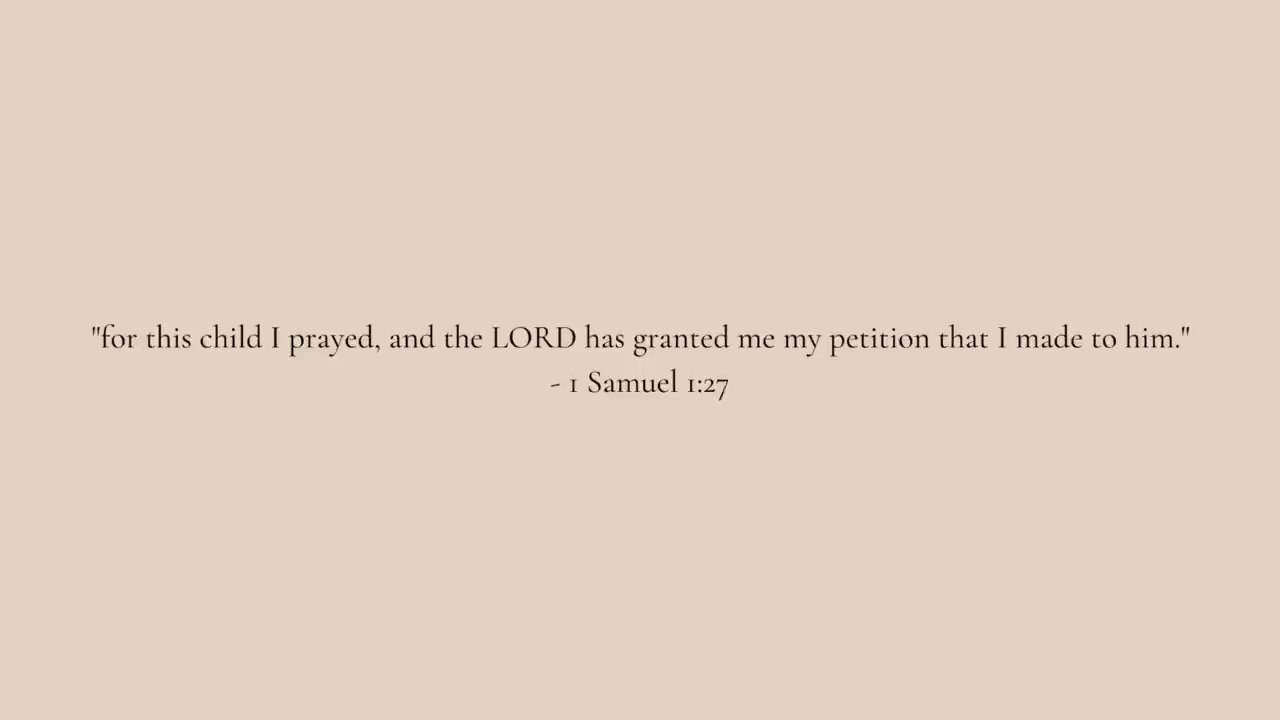 "for this child I prayed, and the LORD has granted me my petition that I made to him."
- 1 Samuel 1:27